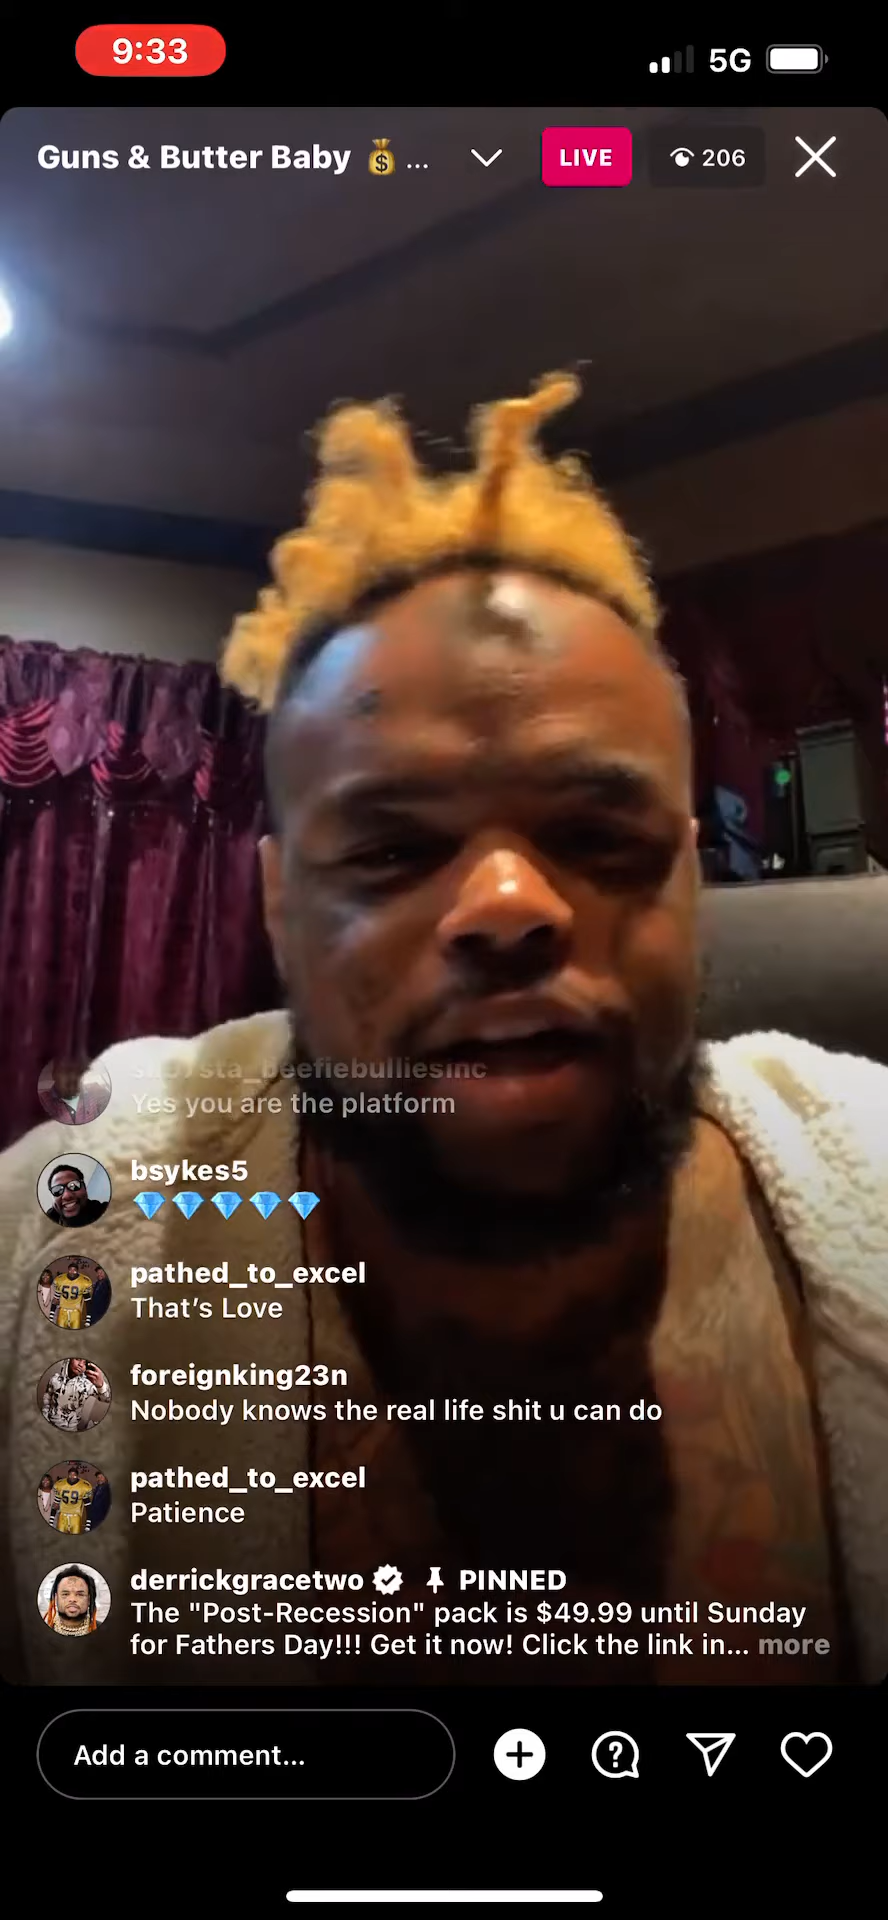 9:33
5G
Guns & Butter Baby 💰 ...
LIVE
206
Yes you are the platform
bsykes5
💎💎💎💎💎
pathed_to_excel
That’s Love
foreignking23n
Nobody knows the real life shit u can do
pathed_to_excel
Patience
derrickgracetwo PINNED
The "Post-Recession" pack is $49.99 until Sunday
for Fathers Day!!! Get it now! Click the link in... more
Add a comment...